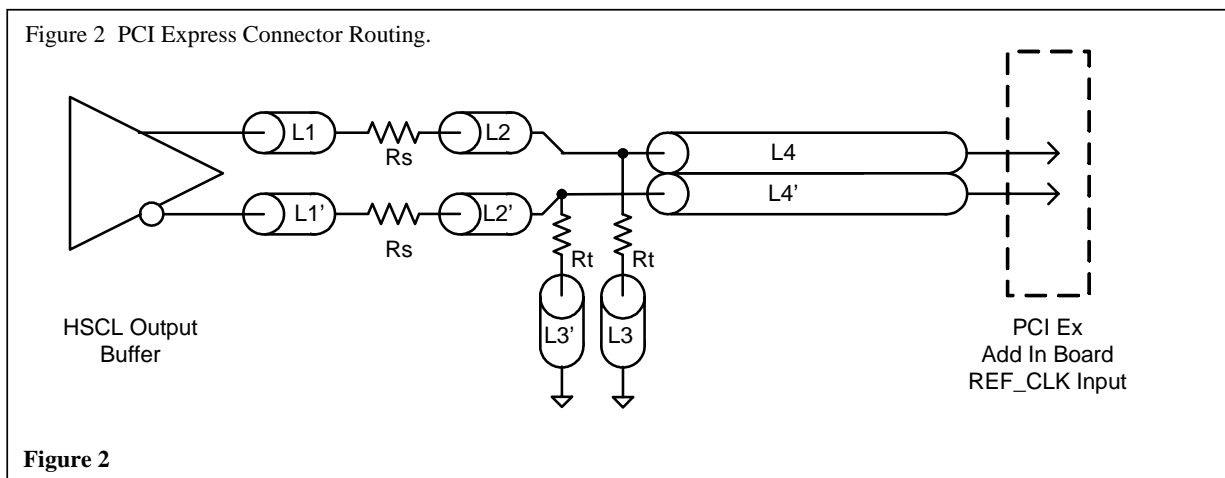 Figure 2 PCI Express Connector Routing.
L1
Rs
L2
L4
L1'
Rs
L2'
L4'
Rt
Rt
L3'
L3
HSCL Output
Buffer
PCI Ex
Add In Board
REF_CLK Input
Figure 2